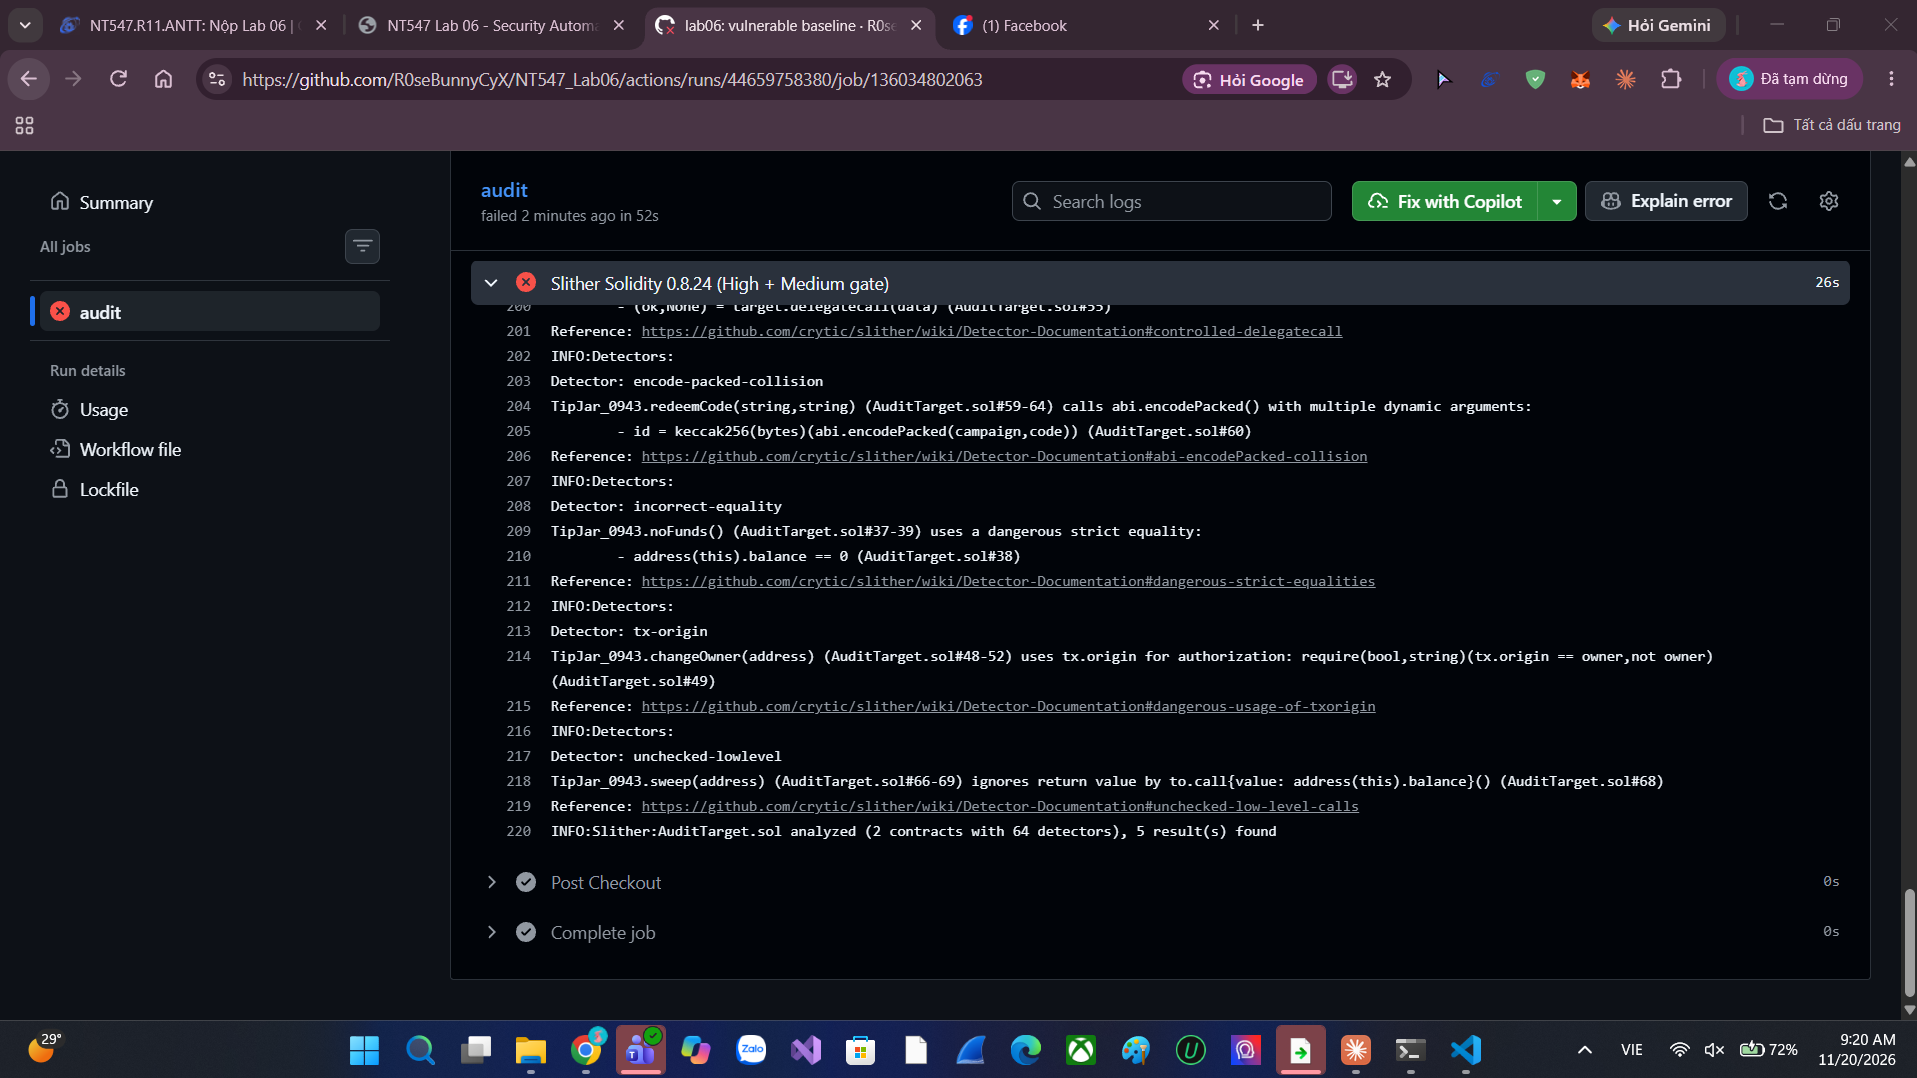 NT547.R11.ANTT: Nộp Lab 06 |
NT547 Lab 06 - Security Automa
lab06: vulnerable baseline · R0se
(1) Facebook
Hỏi Gemini
https://github.com/R0seBunnyCyX/NT547_Lab06/actions/runs/44659758380/job/136034802063
Hỏi Google
Đã tạm dừng
Tất cả dấu trang
Summary
All jobs
audit
Run details
Usage
Workflow file
Lockfile
audit
failed 2 minutes ago in 52s
Search logs
Fix with Copilot
Explain error
Slither Solidity 0.8.24 (High + Medium gate)
26s
200 - (ok,None) = target.delegatecall(data) (AuditTarget.sol#55)
201 Reference: https://github.com/crytic/slither/wiki/Detector-Documentation#controlled-delegatecall
202 INFO:Detectors:
203 Detector: encode-packed-collision
204 TipJar_0943.redeemCode(string,string) (AuditTarget.sol#59-64) calls abi.encodePacked() with multiple dynamic arguments:
205 - id = keccak256(bytes)(abi.encodePacked(campaign,code)) (AuditTarget.sol#60)
206 Reference: https://github.com/crytic/slither/wiki/Detector-Documentation#abi-encodePacked-collision
207 INFO:Detectors:
208 Detector: incorrect-equality
209 TipJar_0943.noFunds() (AuditTarget.sol#37-39) uses a dangerous strict equality:
210 - address(this).balance == 0 (AuditTarget.sol#38)
211 Reference: https://github.com/crytic/slither/wiki/Detector-Documentation#dangerous-strict-equalities
212 INFO:Detectors:
213 Detector: tx-origin
214 TipJar_0943.changeOwner(address) (AuditTarget.sol#48-52) uses tx.origin for authorization: require(bool,string)(tx.origin == owner,not owner)
(AuditTarget.sol#49)
215 Reference: https://github.com/crytic/slither/wiki/Detector-Documentation#dangerous-usage-of-txorigin
216 INFO:Detectors:
217 Detector: unchecked-lowlevel
218 TipJar_0943.sweep(address) (AuditTarget.sol#66-69) ignores return value by to.call{value: address(this).balance}() (AuditTarget.sol#68)
219 Reference: https://github.com/crytic/slither/wiki/Detector-Documentation#unchecked-low-level-calls
220 INFO:Slither:AuditTarget.sol analyzed (2 contracts with 64 detectors), 5 result(s) found
Post Checkout
0s
Complete job
0s
29°
Zalo
VIE
72%
9:20 AM
11/20/2026